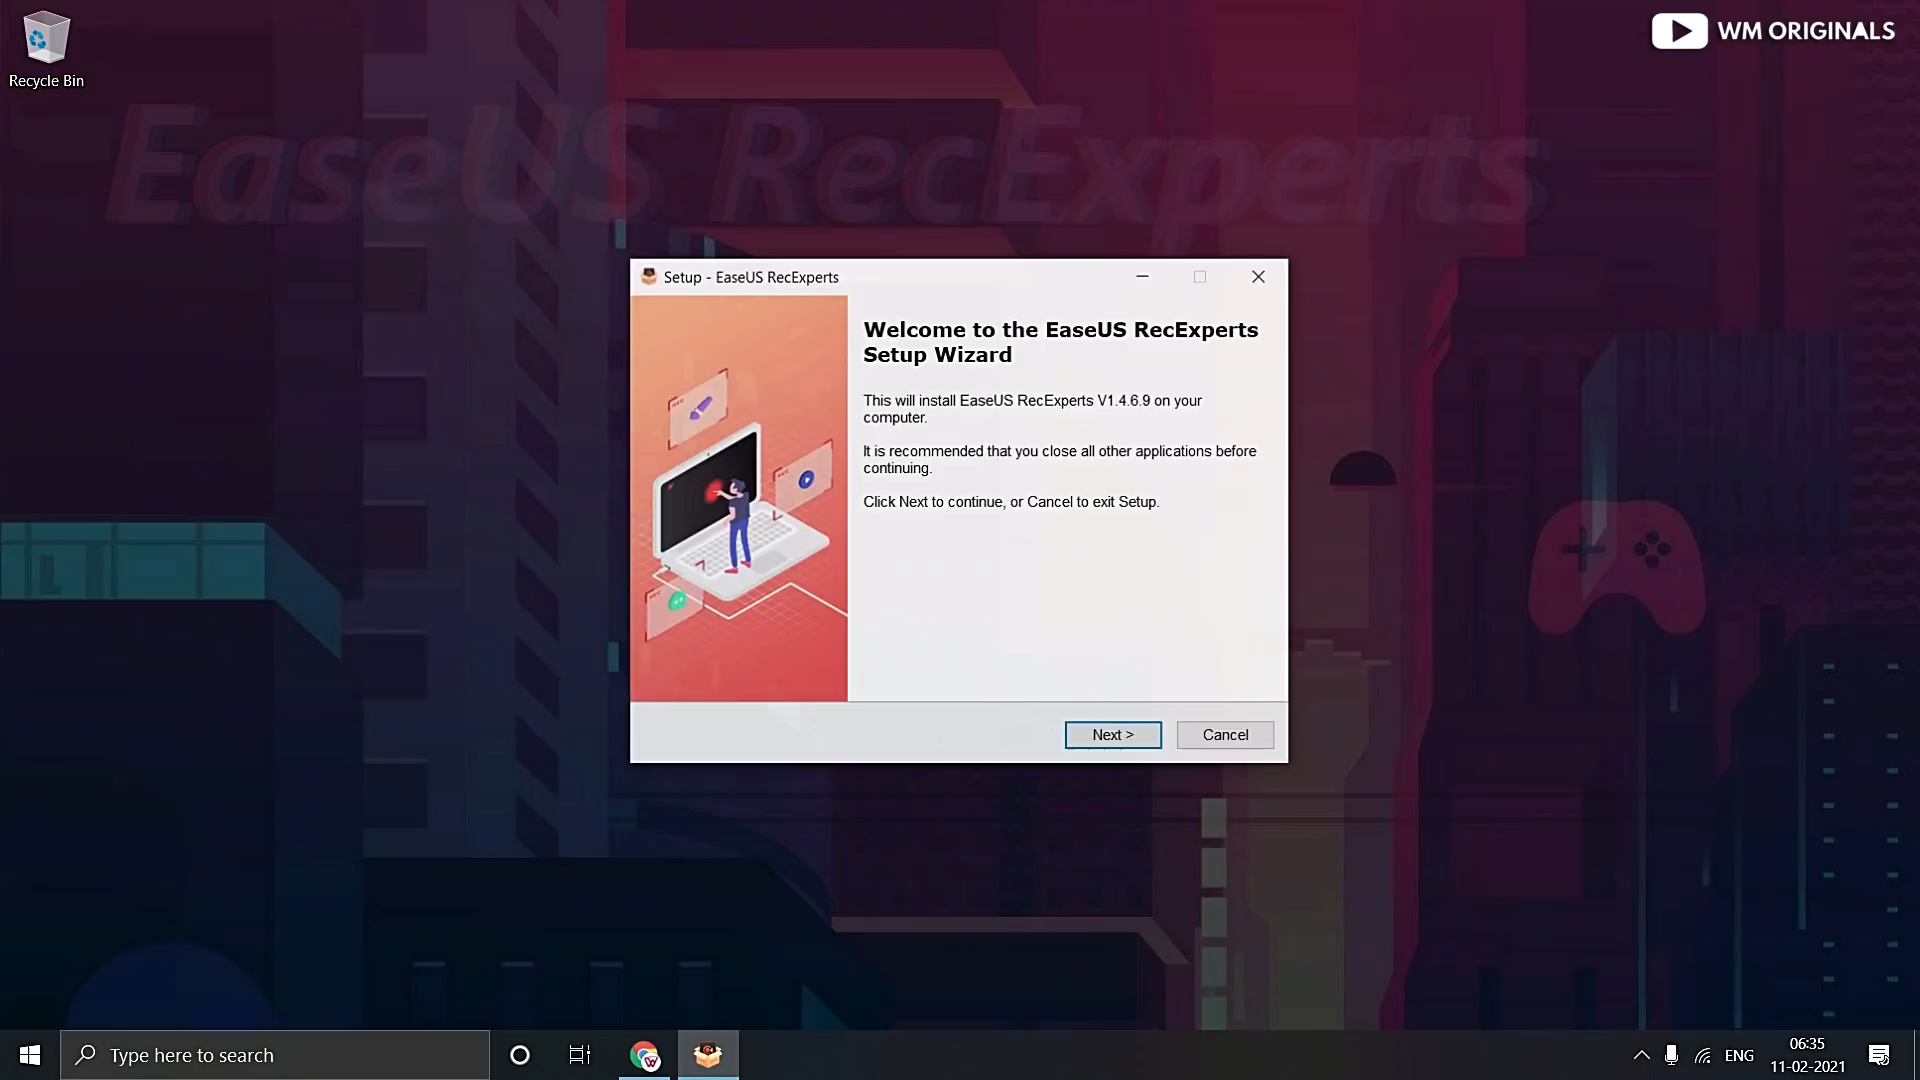 Recycle Bin
WM ORIGINALS
EaseUS RecExperts
Setup - EaseUS RecExperts
Welcome to the EaseUS RecExperts
Setup Wizard
This will install EaseUS RecExperts V1.4.6.9 on your
computer.
It is recommended that you close all other applications before
continuing.
Click Next to continue, or Cancel to exit Setup.
Next >
Cancel
Type here to search
ENG
06:35
11-02-2021